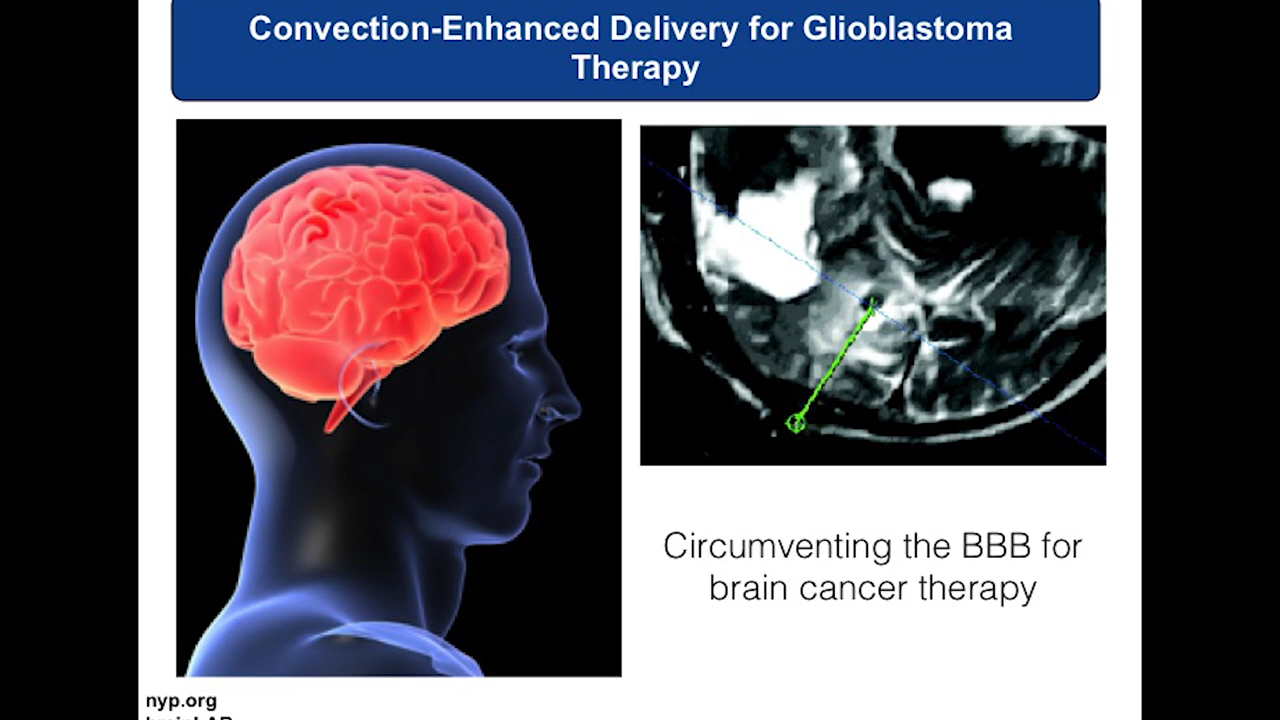 Convection-Enhanced Delivery for Glioblastoma
Therapy
Circumventing the BBB for
brain cancer therapy
nyp.org